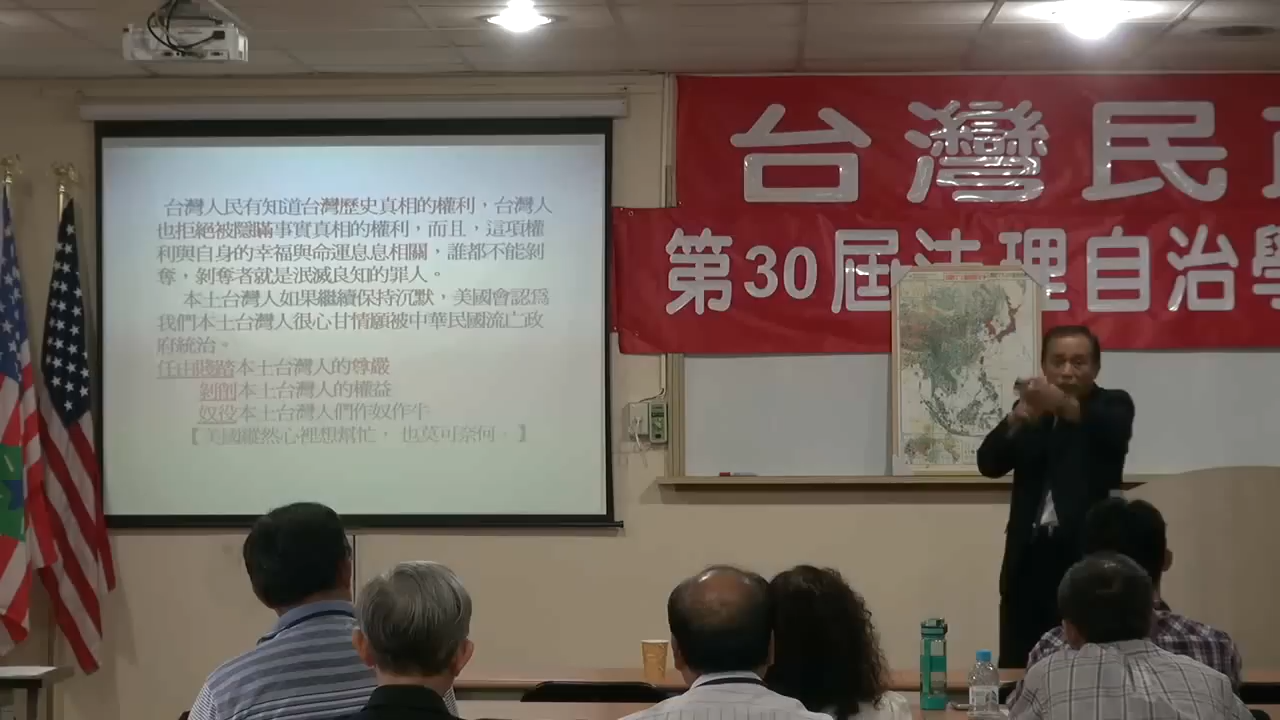 台灣人民有知道台灣歷史真相的權利，台灣人
也拒絕被隱瞞事實真相的權利，而且，這項權
利與自身的幸福與命運息息相關，誰都不能剝
奪，剝奪者就是泯滅良知的罪人。
本土台灣人如果繼續保持沉默，美國會認為
我們本土台灣人很心甘情願被中華民國流亡政
府統治。
任由賤踏本土台灣人的尊嚴
剝削本土台灣人的權益
奴役本土台灣人們作奴作牛
【美國縱然心裡想幫忙，也莫可奈何。】
台灣民
第30屆法理自治學